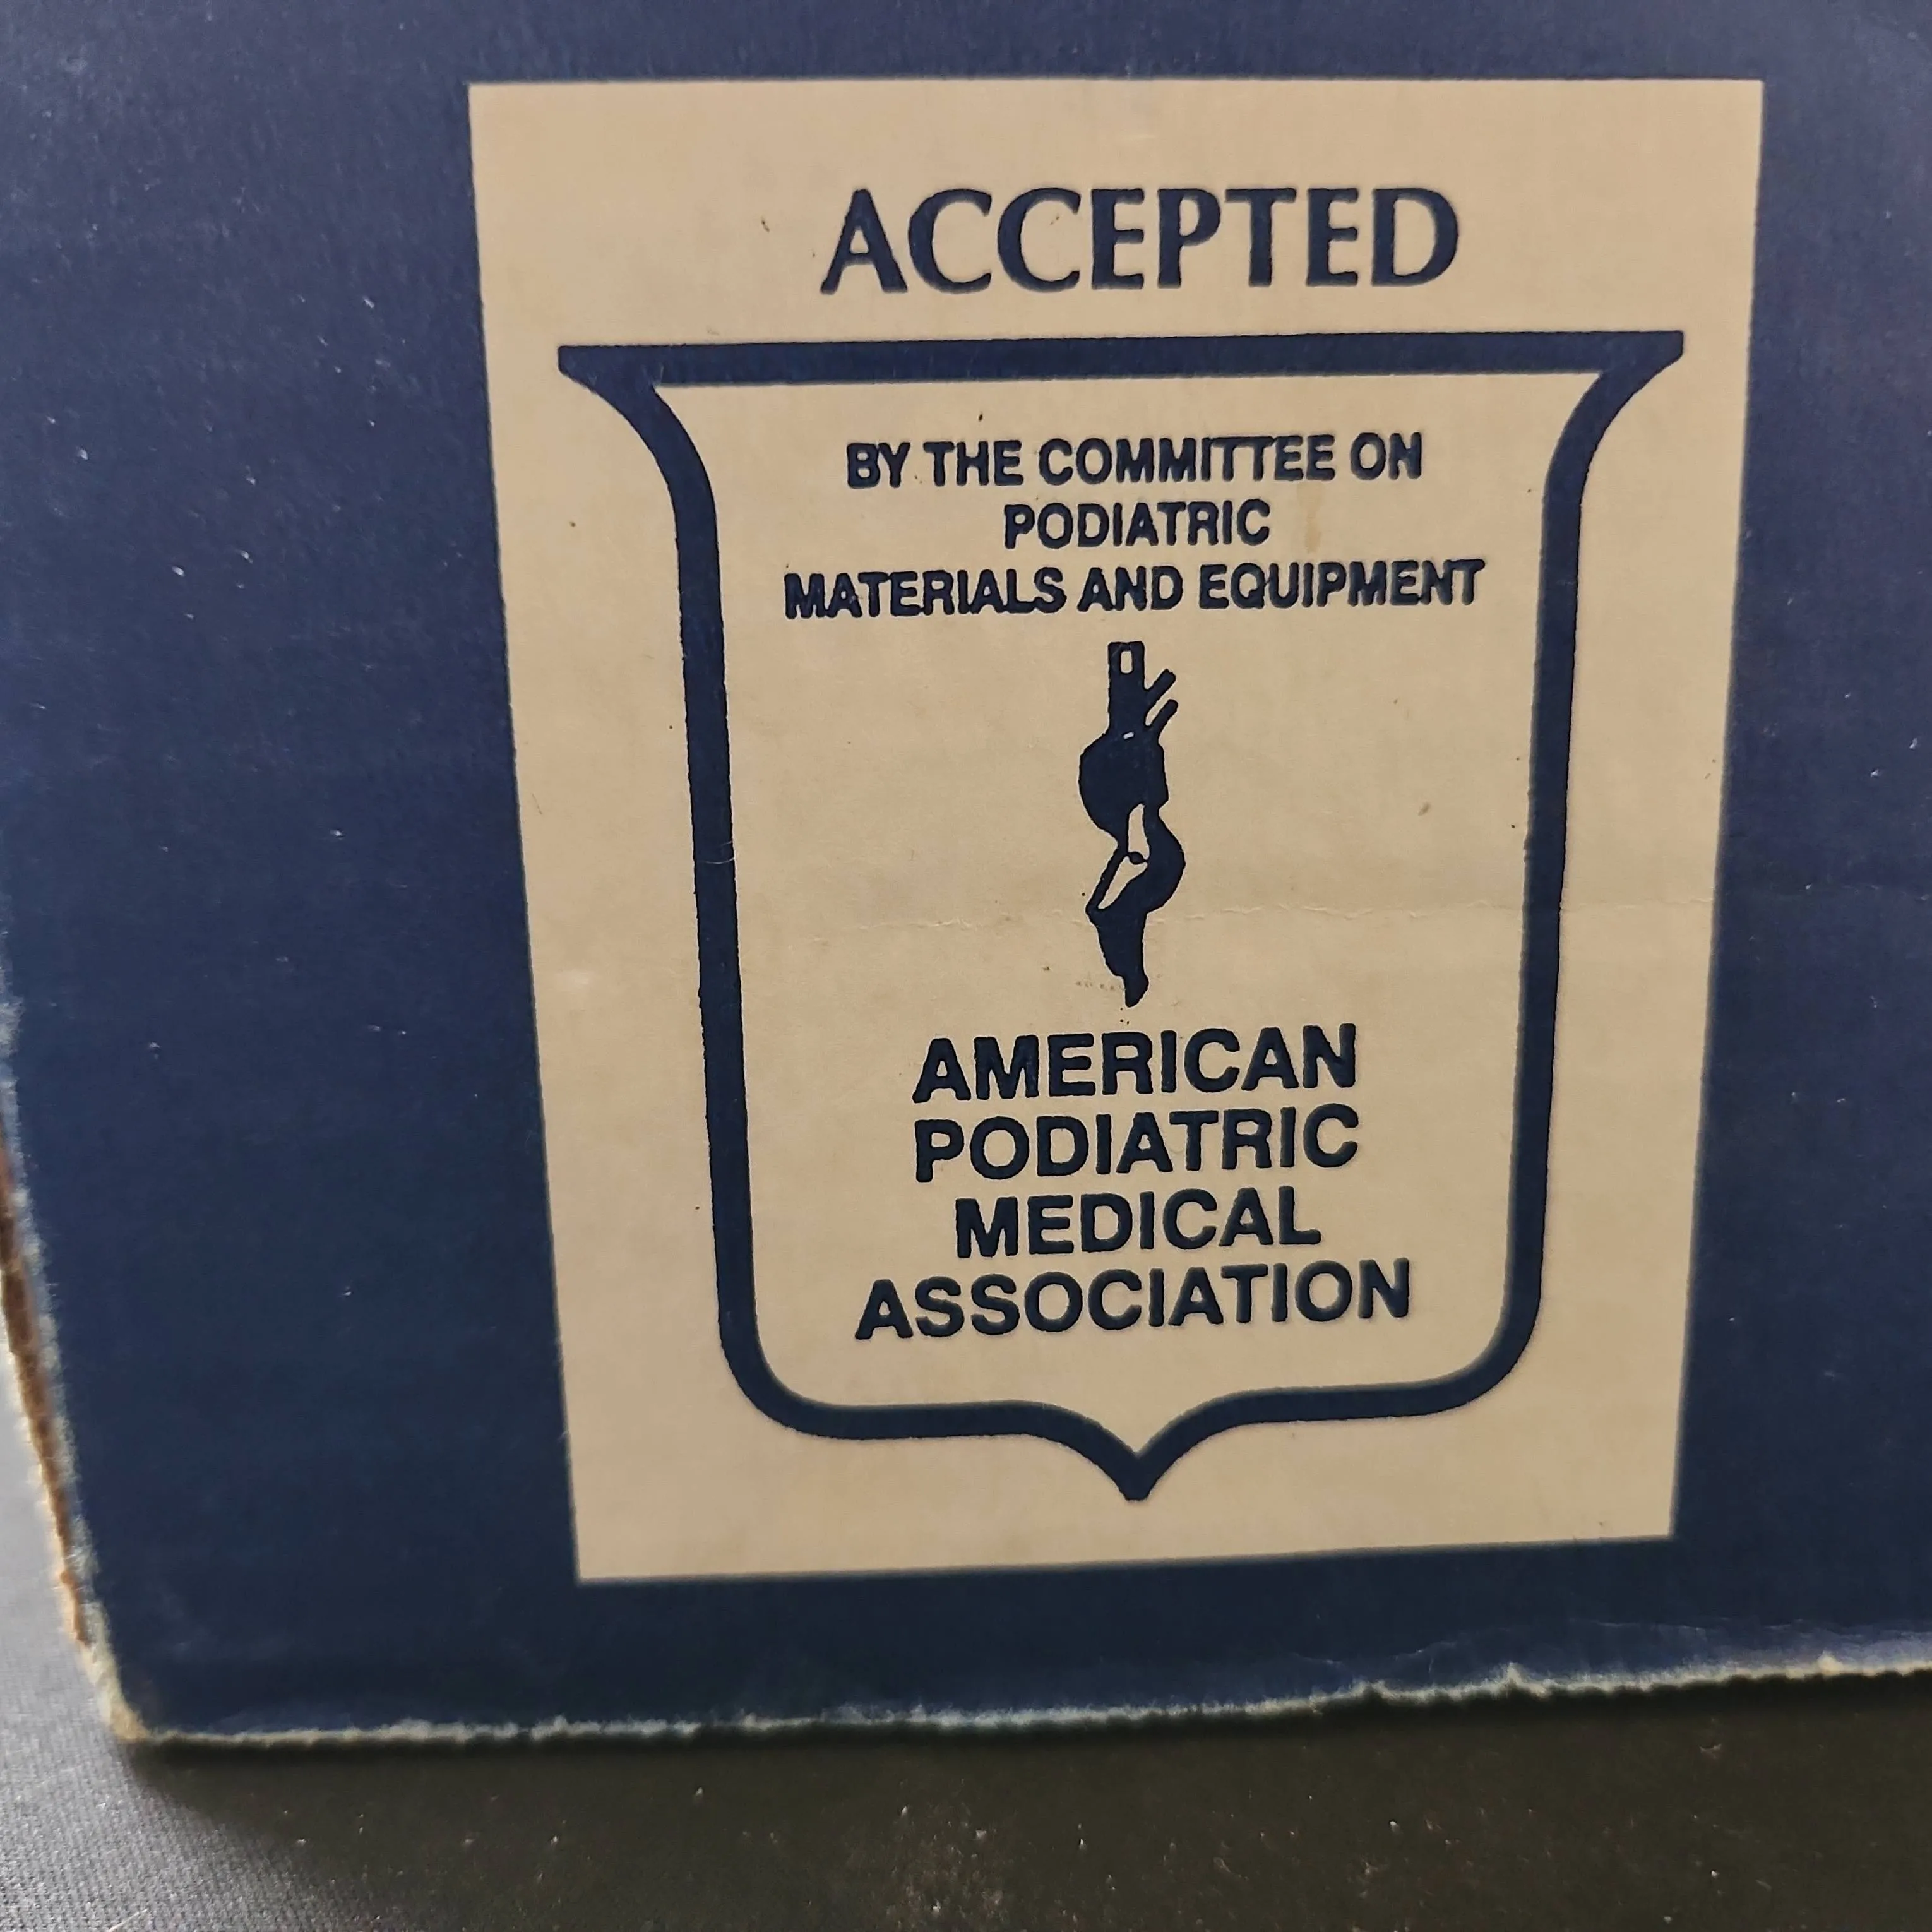 ACCEPTED
BY THE COMMITTEE ON
PODIATRIC
MATERIALS AND EQUIPMENT
AMERICAN
PODIATRIC
MEDICAL
ASSOCIATION